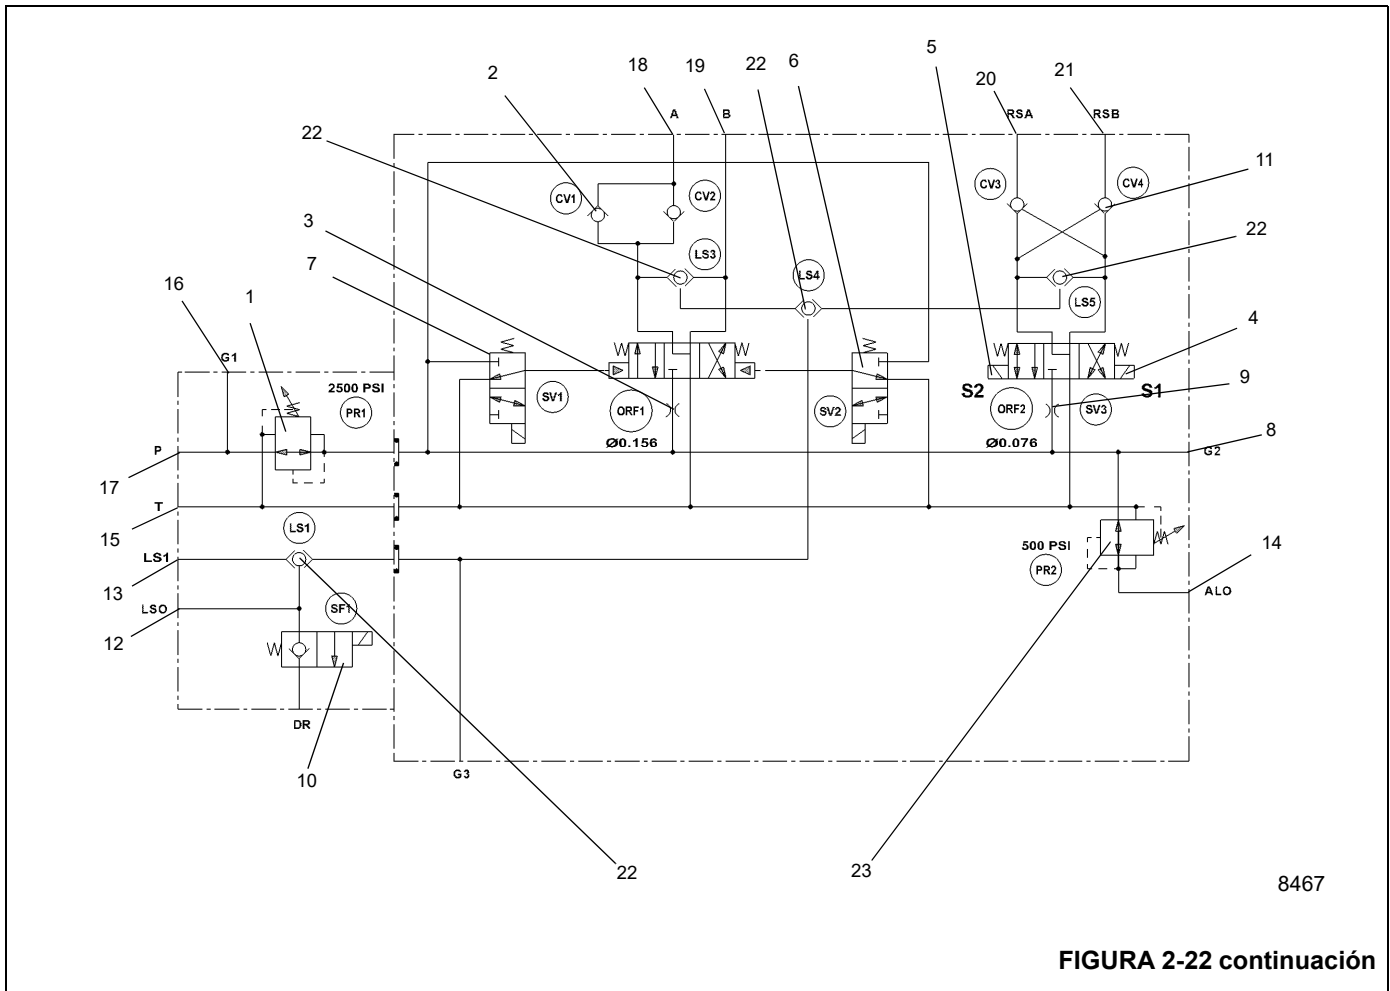 5
18 19 22 6
2
20
21
A B
RSA RSB
22
11
CV3 CV4
CV1 CV2
3
22
LS3
7
LS4
16
1
LS5
4
G1
2500 PSI
S2 S1
9
PR1
SV1
ORF1
SV2
ORF2
SV3
Ø0.156
Ø0.076
8
P
G2
17
T
LS1
15
14
500 PSI
LS1
PR2
13
ALO
LSO
SF1
12
DR
10
G3
22
23
8467
FIGURA 2-22 continuación